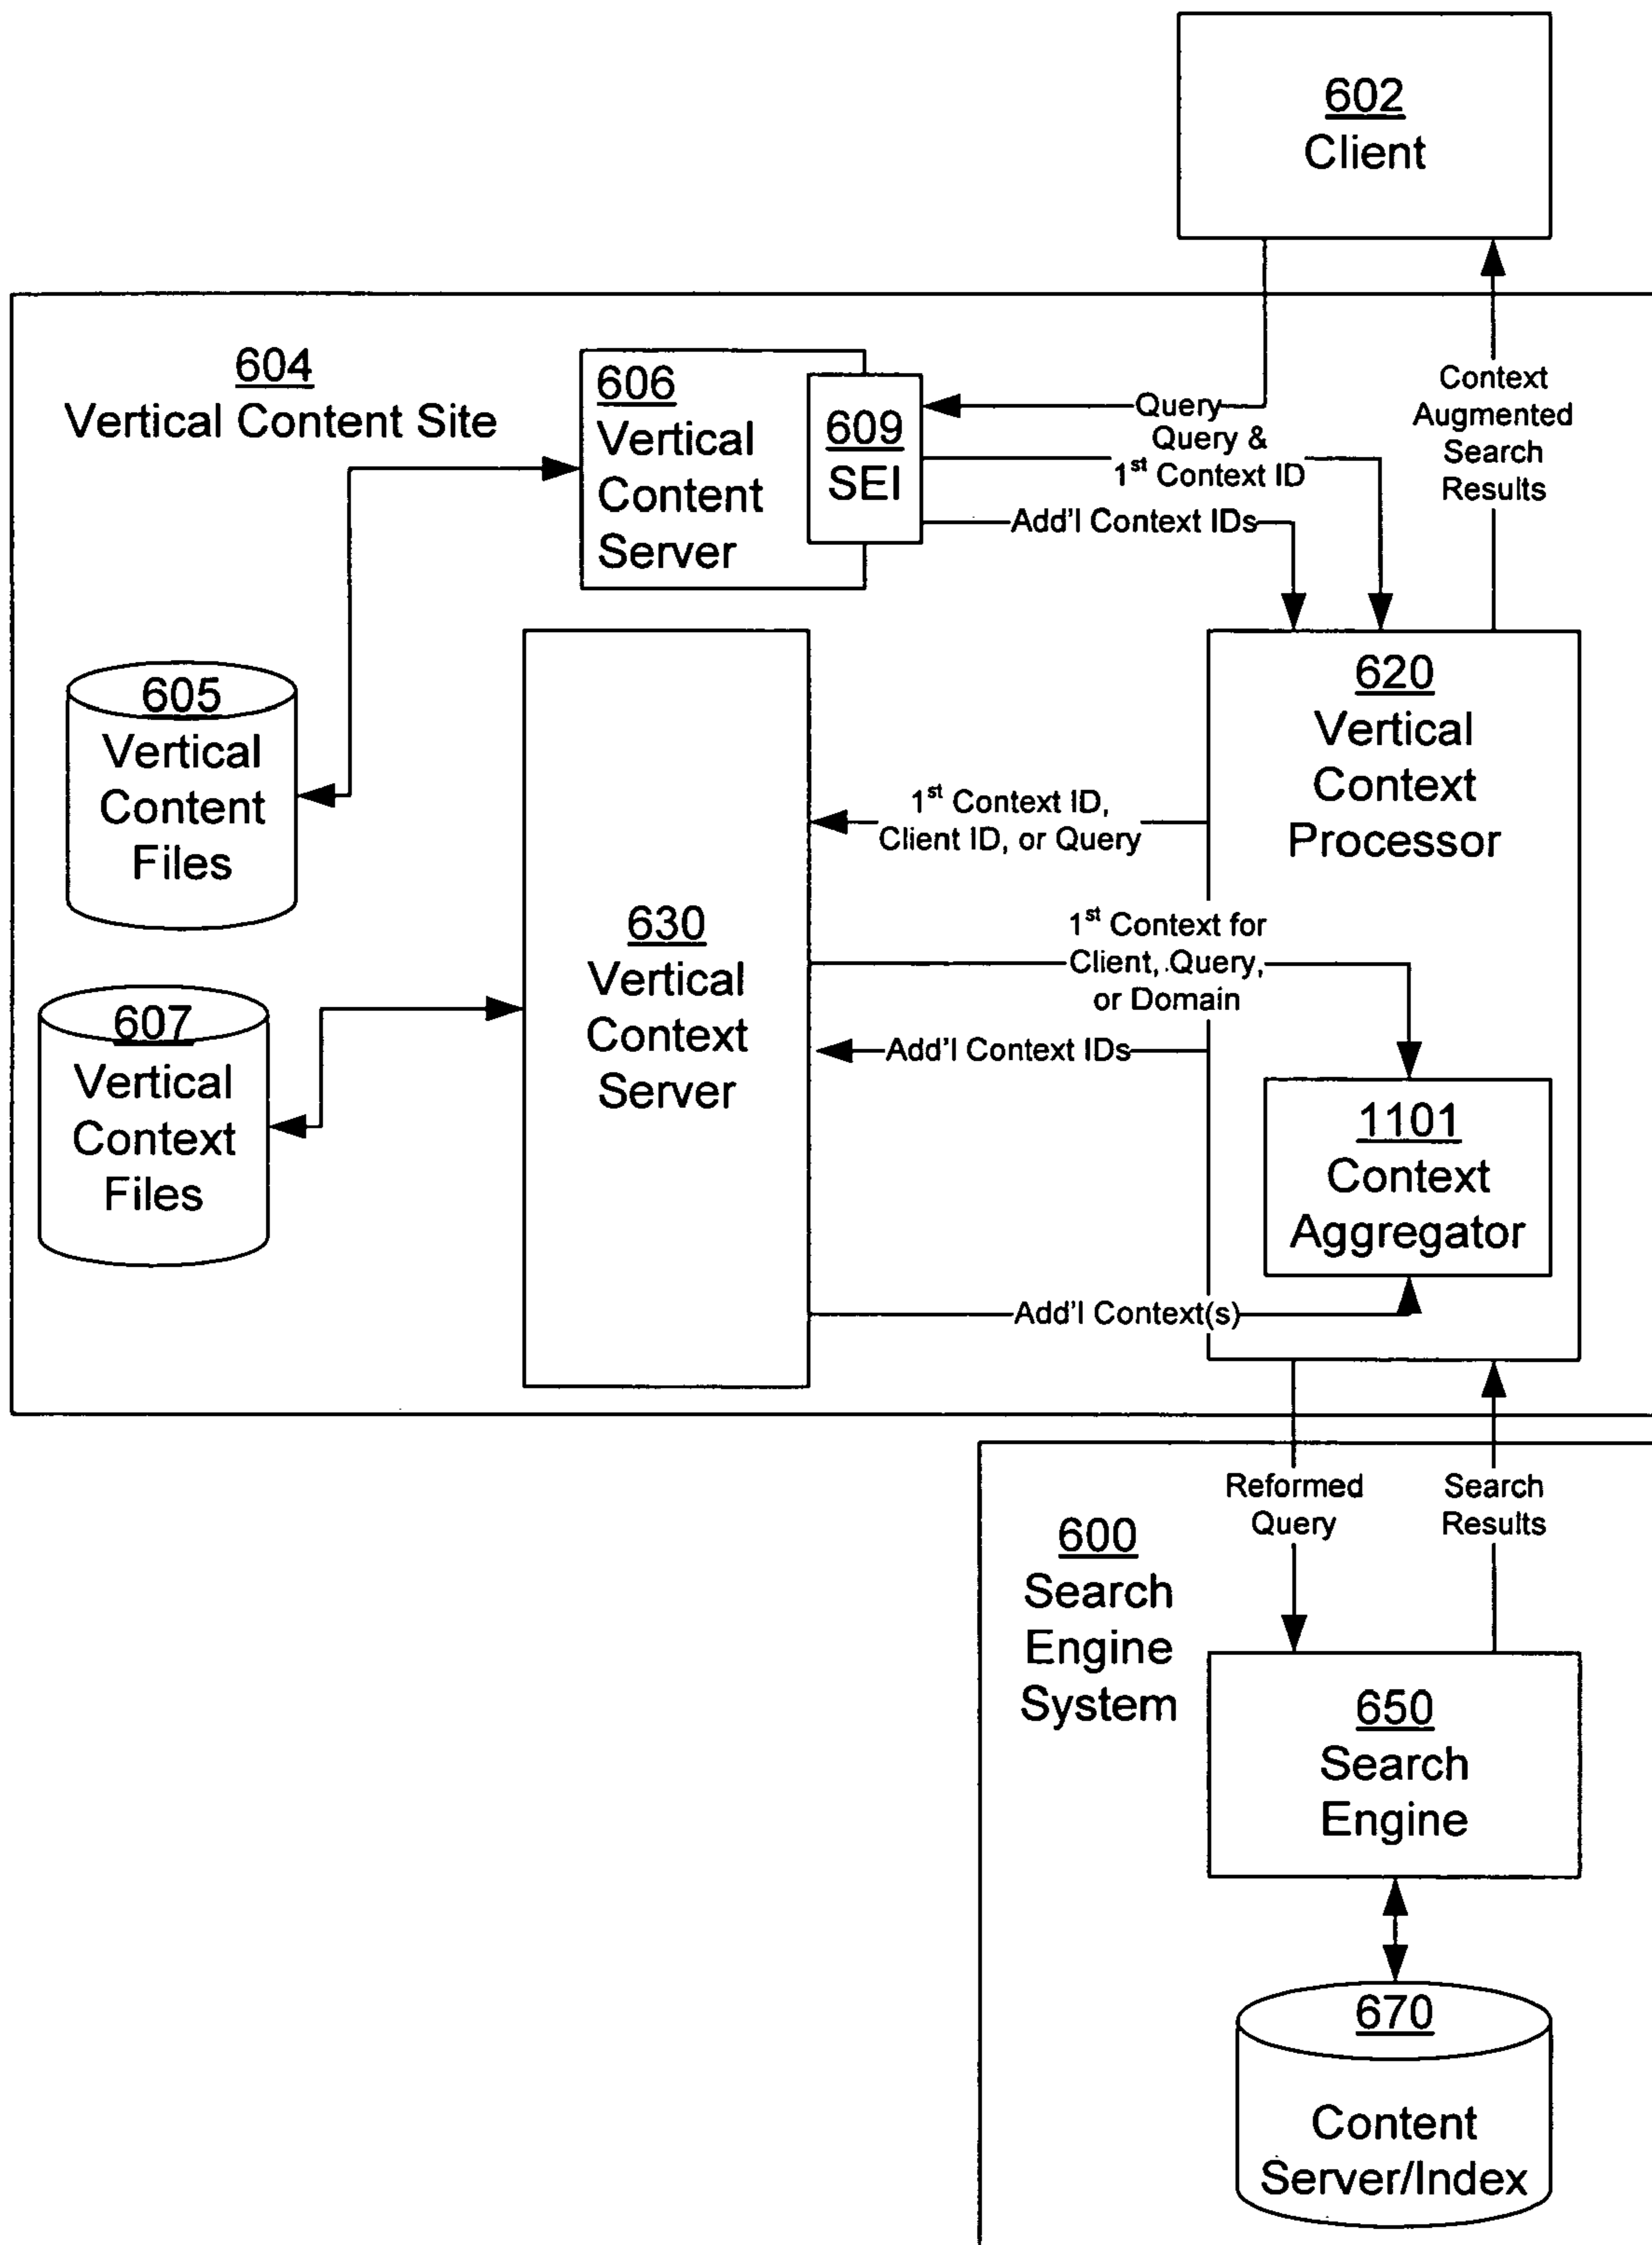 602
Client
604
Vertical Content Site
606
Vertical
Content
Server
609
SEI
Query
Query &
1st Context ID
Add'l Context IDs
Context
Augmented
Search
Results
605
Vertical
Content
Files
607
Vertical
Context
Files
630
Vertical
Context
Server
620
Vertical
Context
Processor
1st Context ID,
Client ID, or Query
1st Context for
Client, Query,
or Domain
Add'l Context IDs
1101
Context
Aggregator
Add'l Context(s)
Reformed
Query
Search
Results
600
Search
Engine
System
650
Search
Engine
670
Content
Server/Index